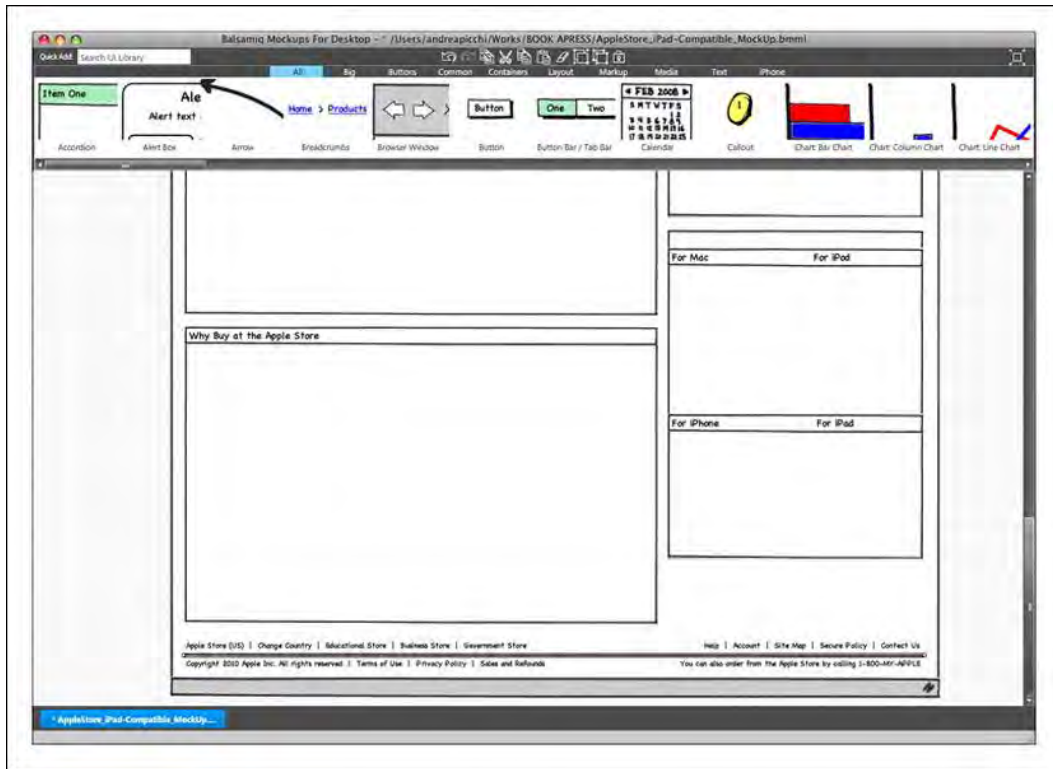 Balsamiq Mockups For Desktop - * /Users/andreapicchi/Works/BOOK APRESS/AppleStore_iPad-Compatible_MockUp.bmml
Quick Add Search UI Library
All Big Buttons Common Containers Layout Markup Media Text iPhone
Item One
Ale
Alert text
Home > Products
Button
One Two
FEB 2008
S M T W T F S
1
Accordion Alert Box Arrow Breadcrumbs Browser Window Button Button Bar / Tab Bar Calendar Callout Chart: Bar Chart Chart: Column Chart Chart: Line Chart
For Mac For iPod
Why Buy at the Apple Store
For iPhone For iPad
Apple Store (US) | Change Country | Educational Store | Business Store | Government Store
Help | Account | Site Map | Secure Policy | Contact Us
Copyright 2010 Apple Inc. All rights reserved | Terms of Use | Privacy Policy | Sales and Refounds
You can also order from the Apple Store by calling 1-800-MY-APPLE
* AppleStore_iPad-Compatible_MockUp....